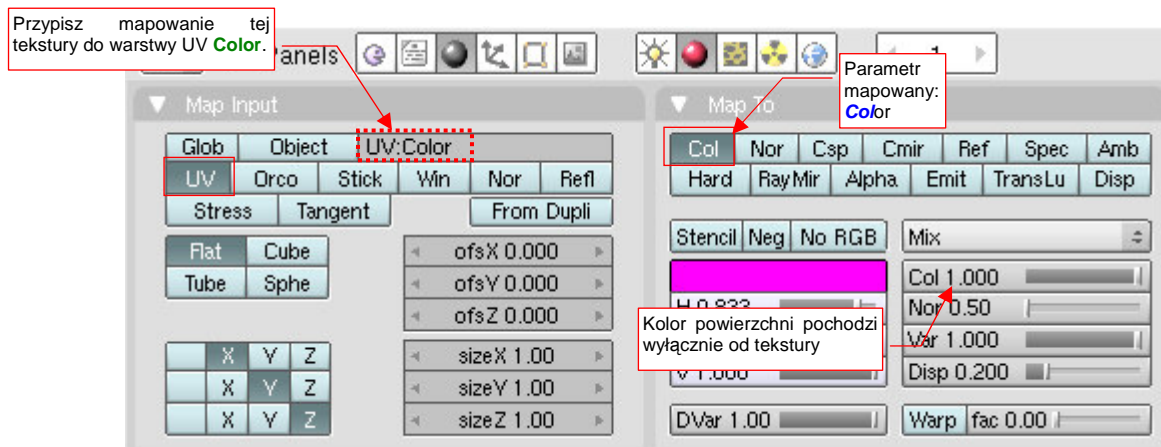 Przypisz mapowanie tej
tekstury do warstwy UV Color.
anels
1
Parametr
mapowany:
Color
Map Input
Map To
Glob Object UV:Color
UV Orco Stick Win Nor Refl
Stress Tangent From Dupli
Flat Cube
Tube Sphe
ofsX 0.000
ofsY 0.000
ofsZ 0.000
X Y Z
X Y Z
X Y Z
sizeX 1.00
sizeY 1.00
sizeZ 1.00
Col Nor Csp Cmir Ref Spec Amb
Hard RayMir Alpha Emit TransLu Disp
Stencil Neg No RGB
Mix
Col 1.000
H 0.833
Nor 0.50
Kolor powierzchni pochodzi
wyłącznie od tekstury
Var 1.000
V 1.000
Disp 0.200
DVar 1.00
Warp fac 0.00